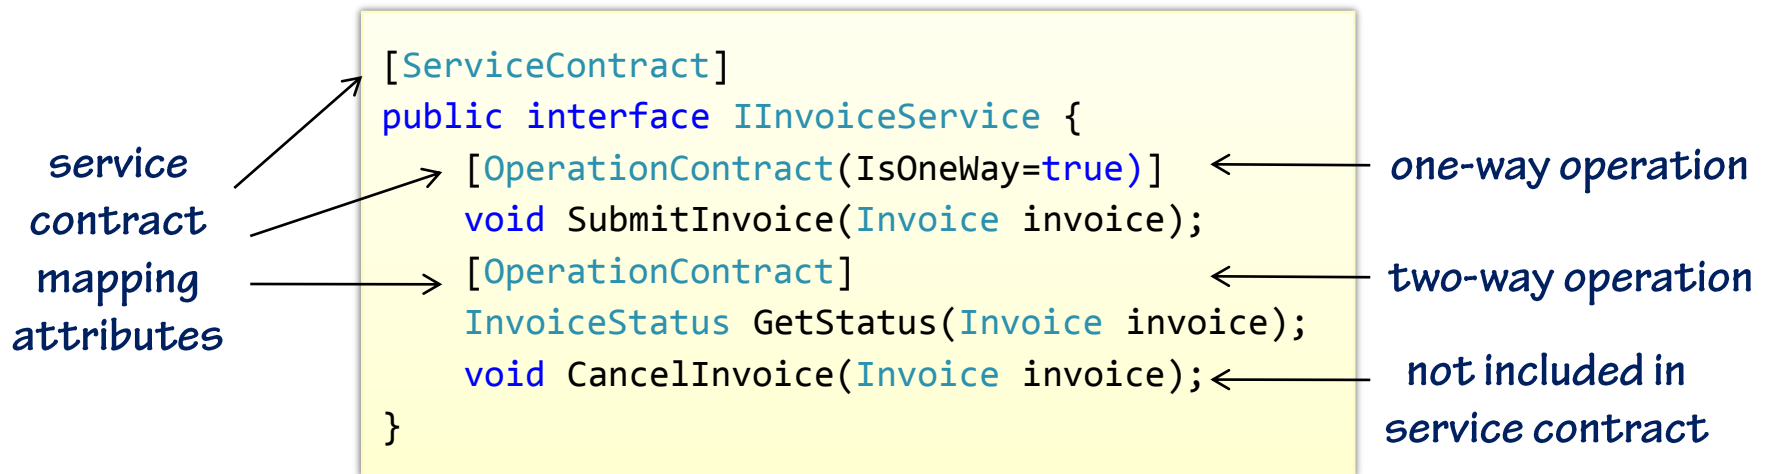 [ServiceContract]
public interface IInvoiceService {
[OperationContract(IsOneWay=true)]
void SubmitInvoice(Invoice invoice);
[OperationContract]
InvoiceStatus GetStatus(Invoice invoice);
void CancelInvoice(Invoice invoice);
}
service
contract
mapping
attributes
one-way operation
two-way operation
not included in
service contract